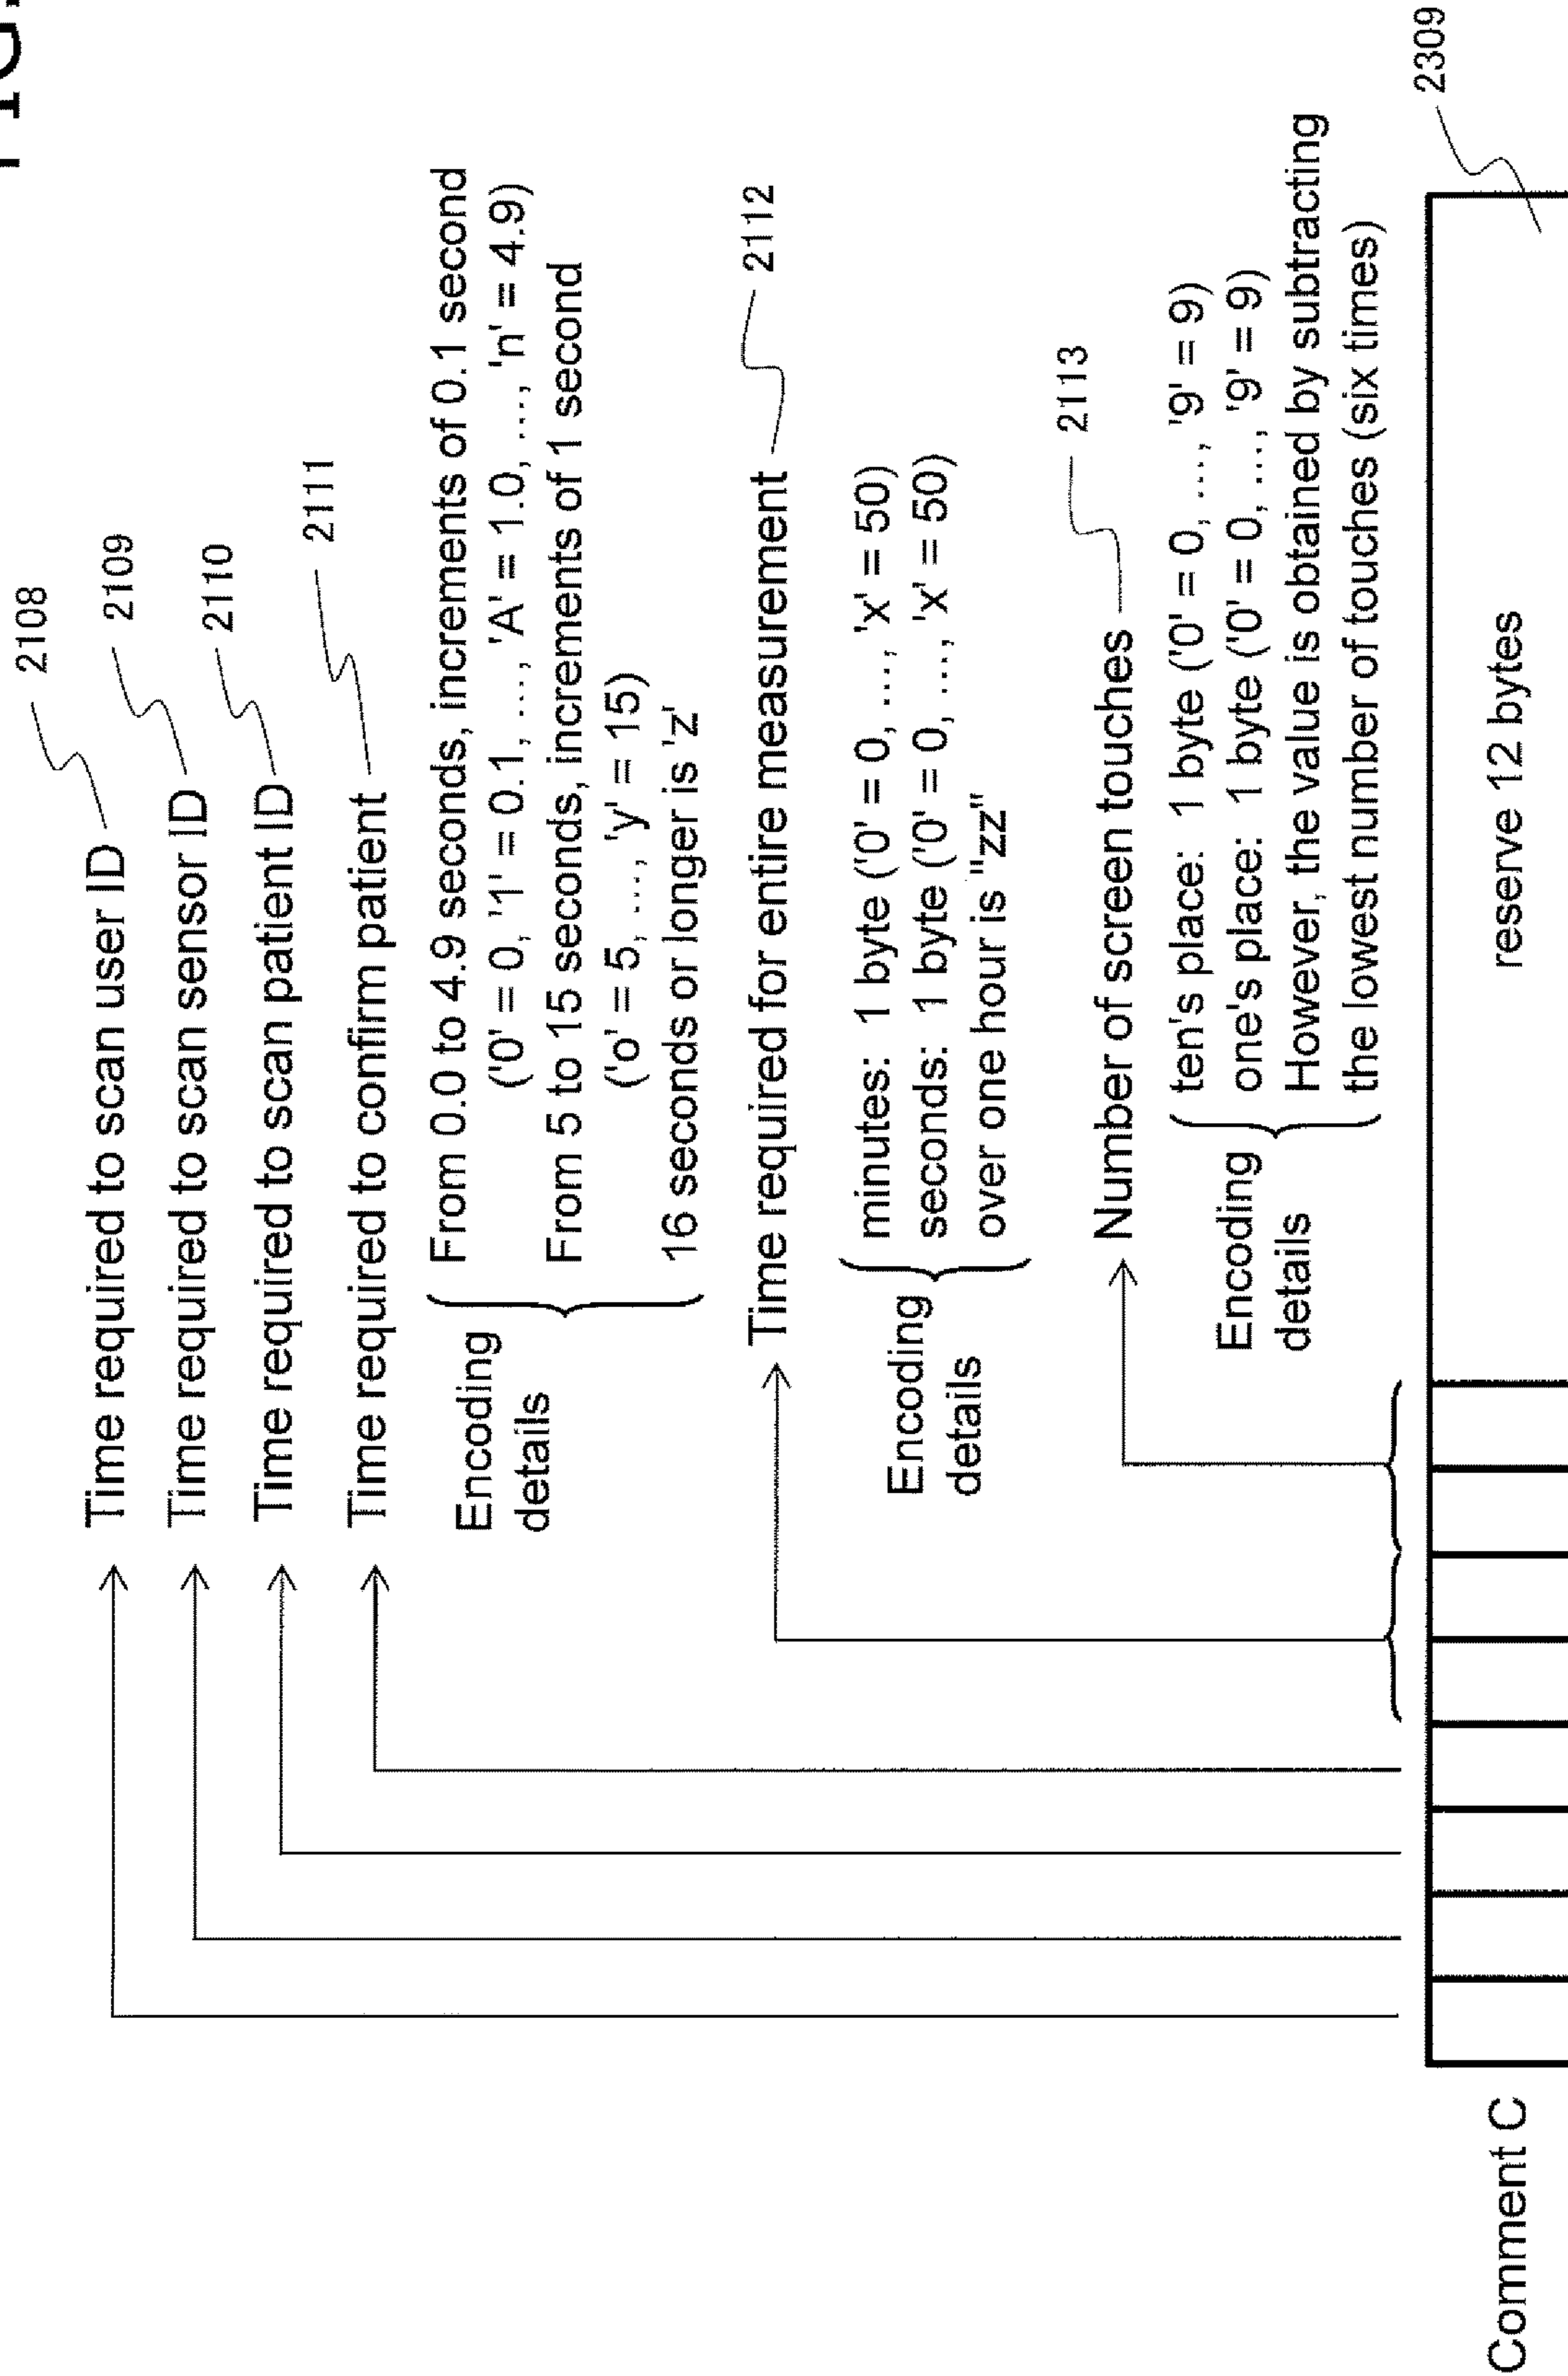 2108
Time required to scan user ID
2109
Time required to scan sensor ID
2110
Time required to scan patient ID
2111
Time required to confirm patient
Encoding
details
From 0.0 to 4.9 seconds, increments of 0.1 second
('0' = 0, '1' = 0.1, ..., 'A' = 1.0, ..., 'n' = 4.9)
From 5 to 15 seconds, increments of 1 second
('o' = 5, ..., 'y' = 15)
16 seconds or longer is 'z'
Time required for entire measurement
2112
Encoding
details
minutes: 1 byte ('0' = 0, ..., 'x' = 50)
seconds: 1 byte ('0' = 0, ..., 'x' = 50)
over one hour is "zz"
Number of screen touches
2113
Encoding
details
ten's place: 1 byte ('0' = 0, ..., '9' = 9)
one's place: 1 byte ('0' = 0, ..., '9' = 9)
However, the value is obtained by subtracting
the lowest number of touches (six times)
2309
Comment C
reserve 12 bytes